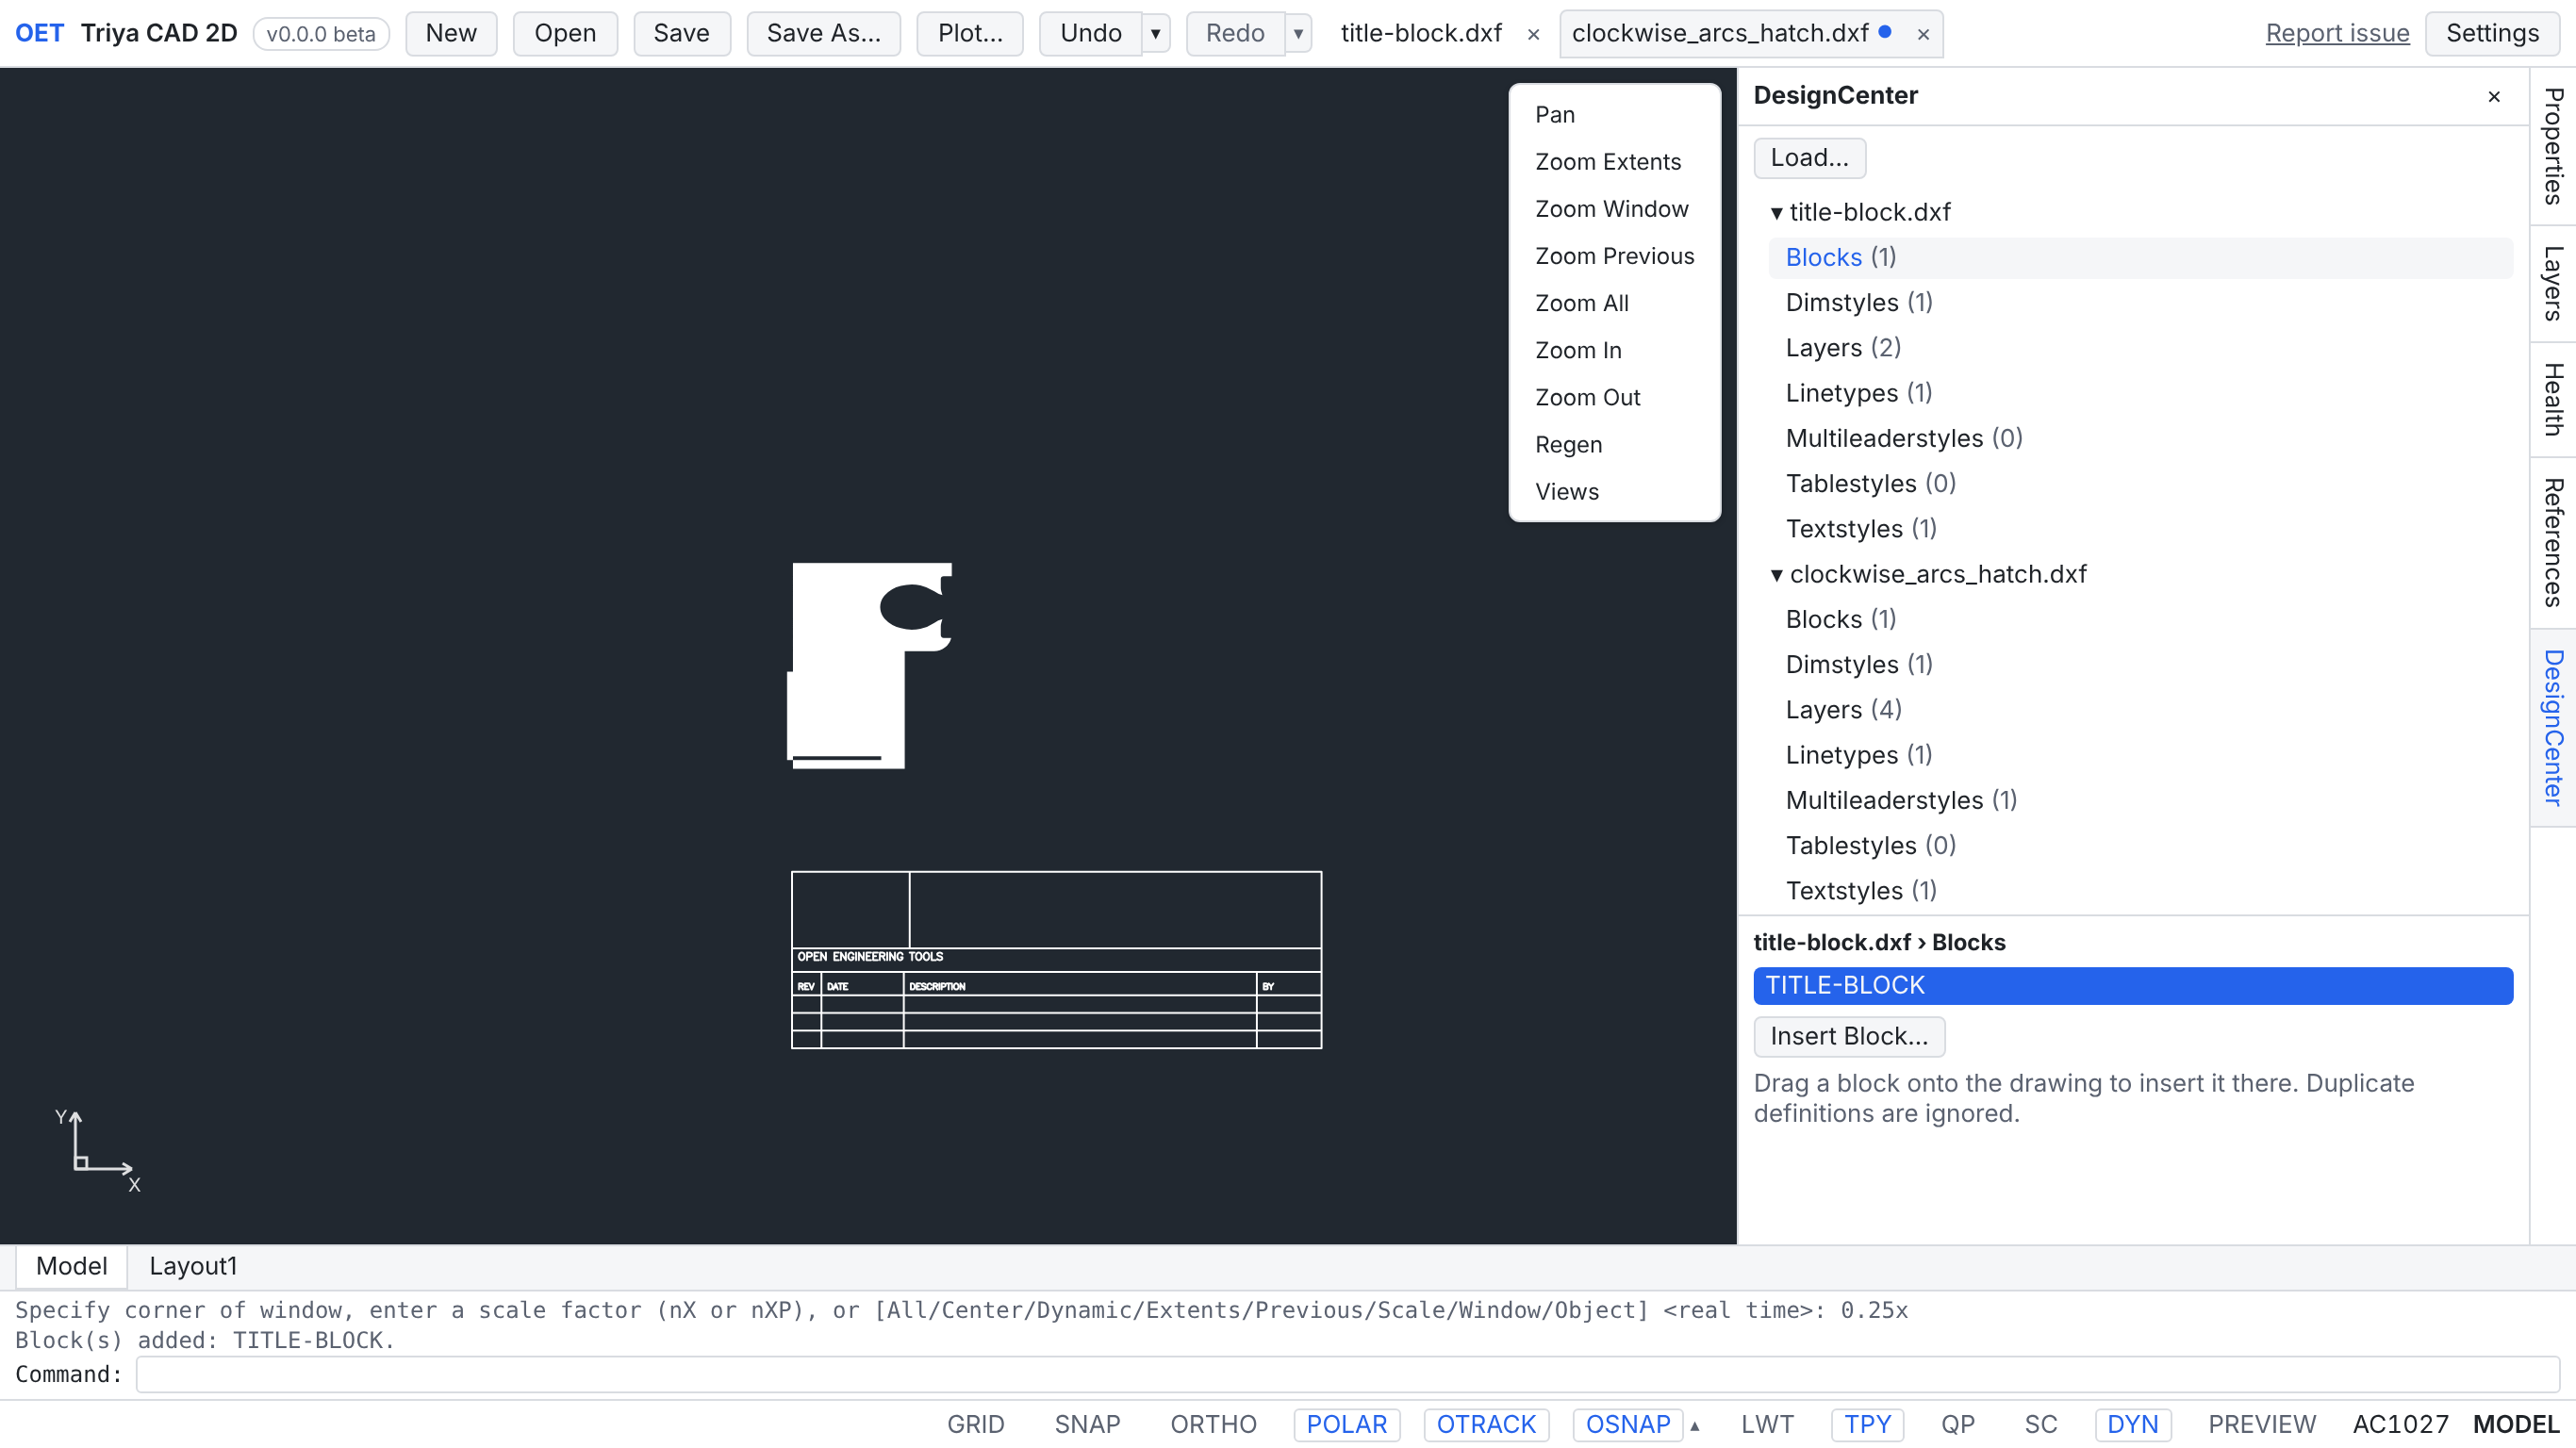 OET Triya CAD 2D v0.0.0 beta New Open Save Save As... Plot... Undo ▾ Redo ▾ title-block.dxf × clockwise_arcs_hatch.dxf × Report issue Settings
Pan
Zoom Extents
Zoom Window
Zoom Previous
Zoom All
Zoom In
Zoom Out
Regen
Views
OPEN ENGINEERING TOOLS
REV DATE DESCRIPTION BY
Y
X
DesignCenter ×
Load...
▾ title-block.dxf
Blocks (1)
Dimstyles (1)
Layers (2)
Linetypes (1)
Multileaderstyles (0)
Tablestyles (0)
Textstyles (1)
▾ clockwise_arcs_hatch.dxf
Blocks (1)
Dimstyles (1)
Layers (4)
Linetypes (1)
Multileaderstyles (1)
Tablestyles (0)
Textstyles (1)
title-block.dxf › Blocks
TITLE-BLOCK
Insert Block...
Drag a block onto the drawing to insert it there. Duplicate
definitions are ignored.
Properties
Layers
Health
References
DesignCenter
Model Layout1
Specify corner of window, enter a scale factor (nX or nXP), or [All/Center/Dynamic/Extents/Previous/Scale/Window/Object] <real time>: 0.25x
Block(s) added: TITLE-BLOCK.
Command:
GRID SNAP ORTHO POLAR OTRACK OSNAP ▴ LWT TPY QP SC DYN PREVIEW AC1027 MODEL